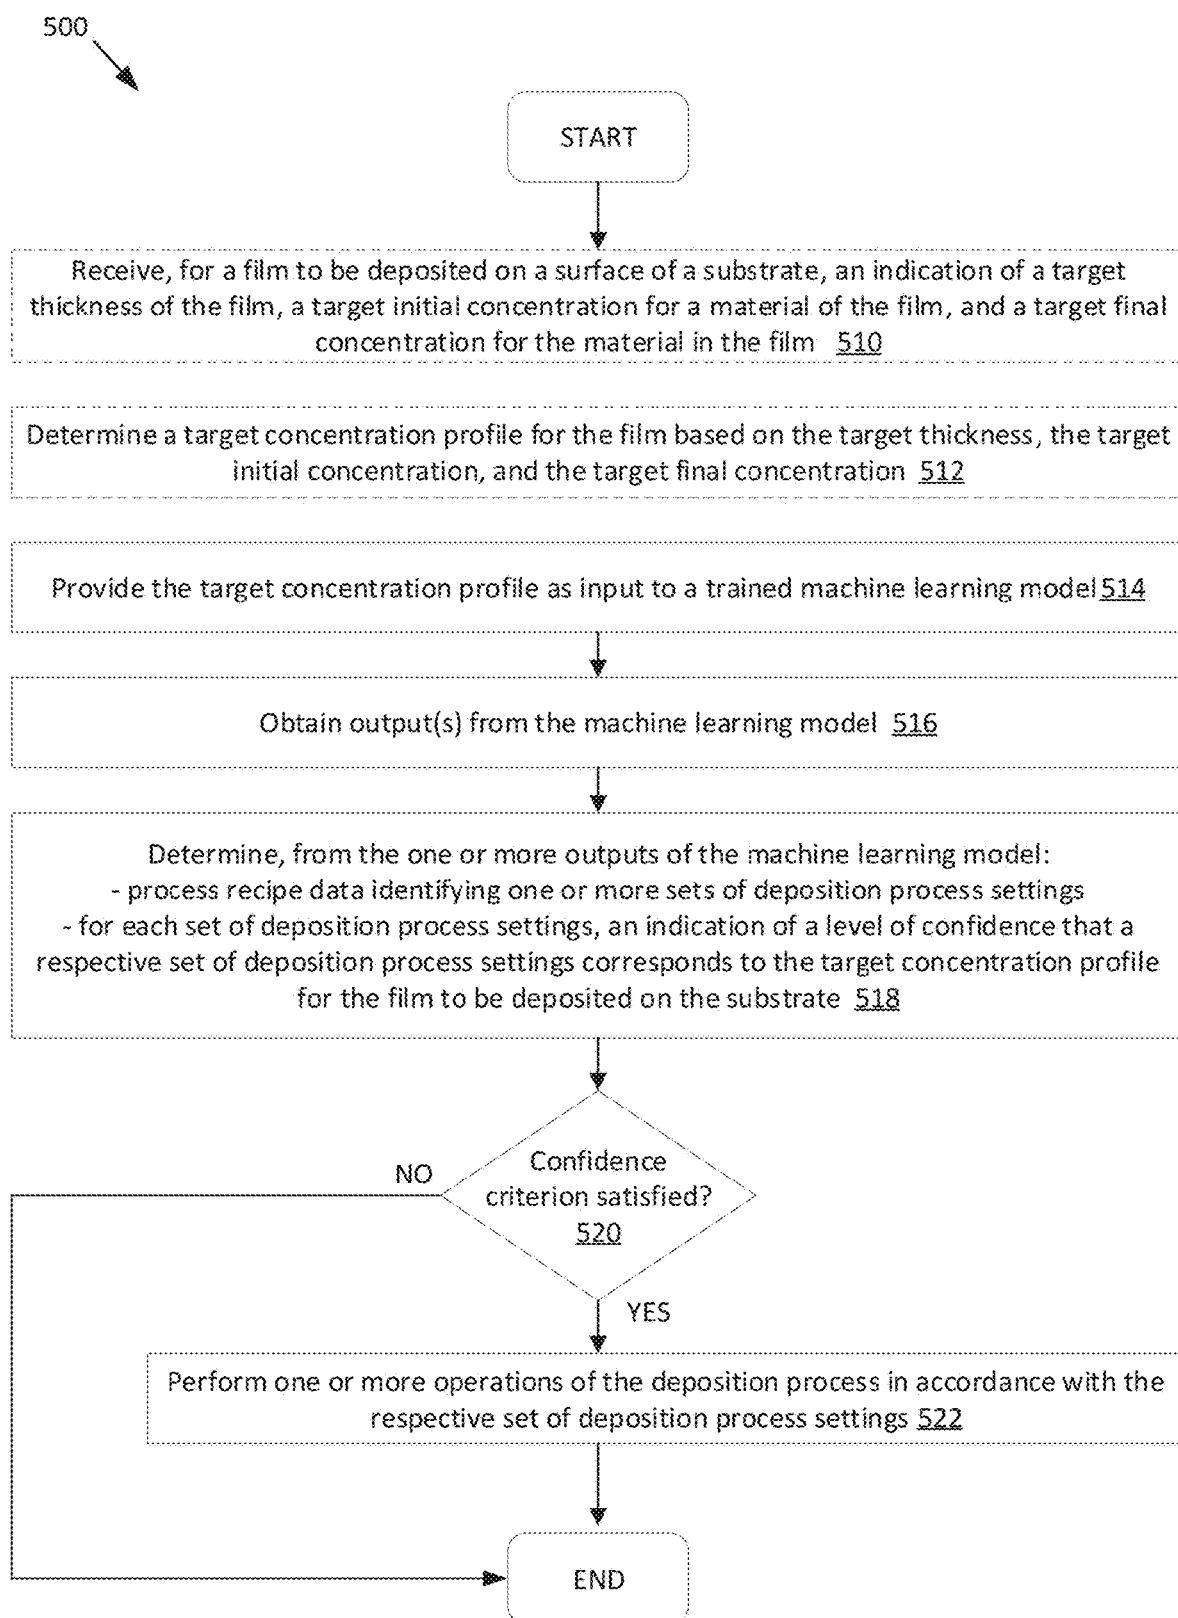 500
START
Receive, for a film to be deposited on a surface of a substrate, an indication of a target
thickness of the film, a target initial concentration for a material of the film, and a target final
concentration for the material in the film 510
Determine a target concentration profile for the film based on the target thickness, the target
initial concentration, and the target final concentration 512
Provide the target concentration profile as input to a trained machine learning model 514
Obtain output(s) from the machine learning model 516
Determine, from the one or more outputs of the machine learning model:
- process recipe data identifying one or more sets of deposition process settings
- for each set of deposition process settings, an indication of a level of confidence that a
respective set of deposition process settings corresponds to the target concentration profile
for the film to be deposited on the substrate 518
NO
Confidence
criterion satisfied?
520
YES
Perform one or more operations of the deposition process in accordance with the
respective set of deposition process settings 522
END